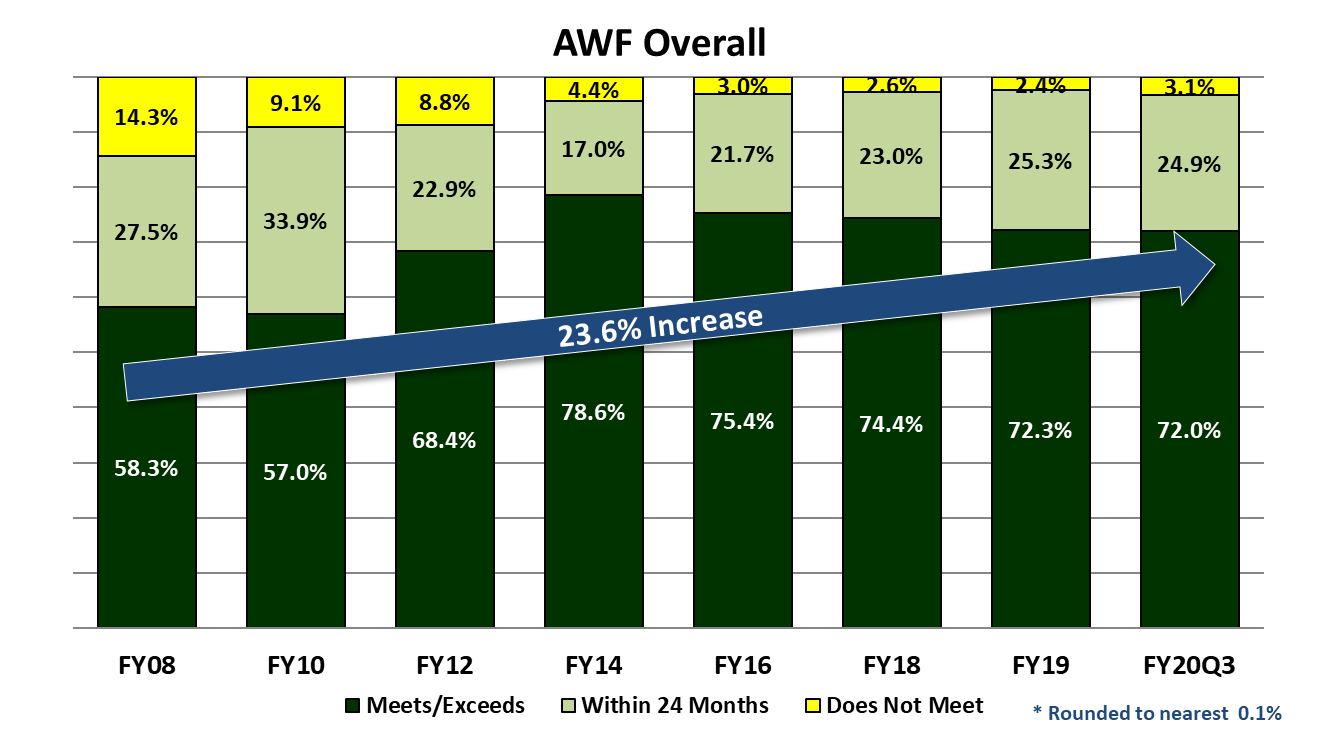 AWF Overall
14.3% 9.1% 8.8% 4.4% 3.0% 2.6% 2.4% 3.1%
27.5% 33.9% 22.9% 17.0% 21.7% 23.0% 25.3% 24.9%
23.6% Increase
58.3% 57.0% 68.4% 78.6% 75.4% 74.4% 72.3% 72.0%
FY08 FY10 FY12 FY14 FY16 FY18 FY19 FY20Q3
Meets/Exceeds Within 24 Months Does Not Meet
* Rounded to nearest 0.1%